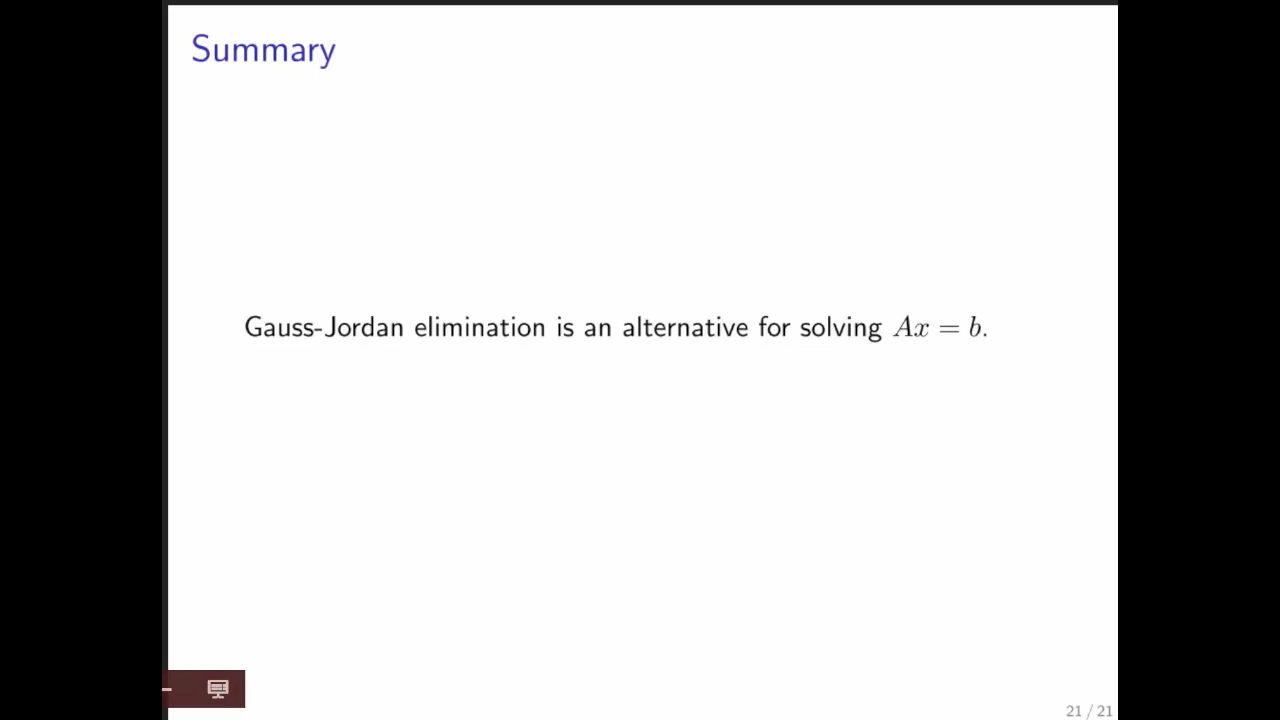 Summary
Gauss-Jordan elimination is an alternative for solving Ax = b.
21 / 21